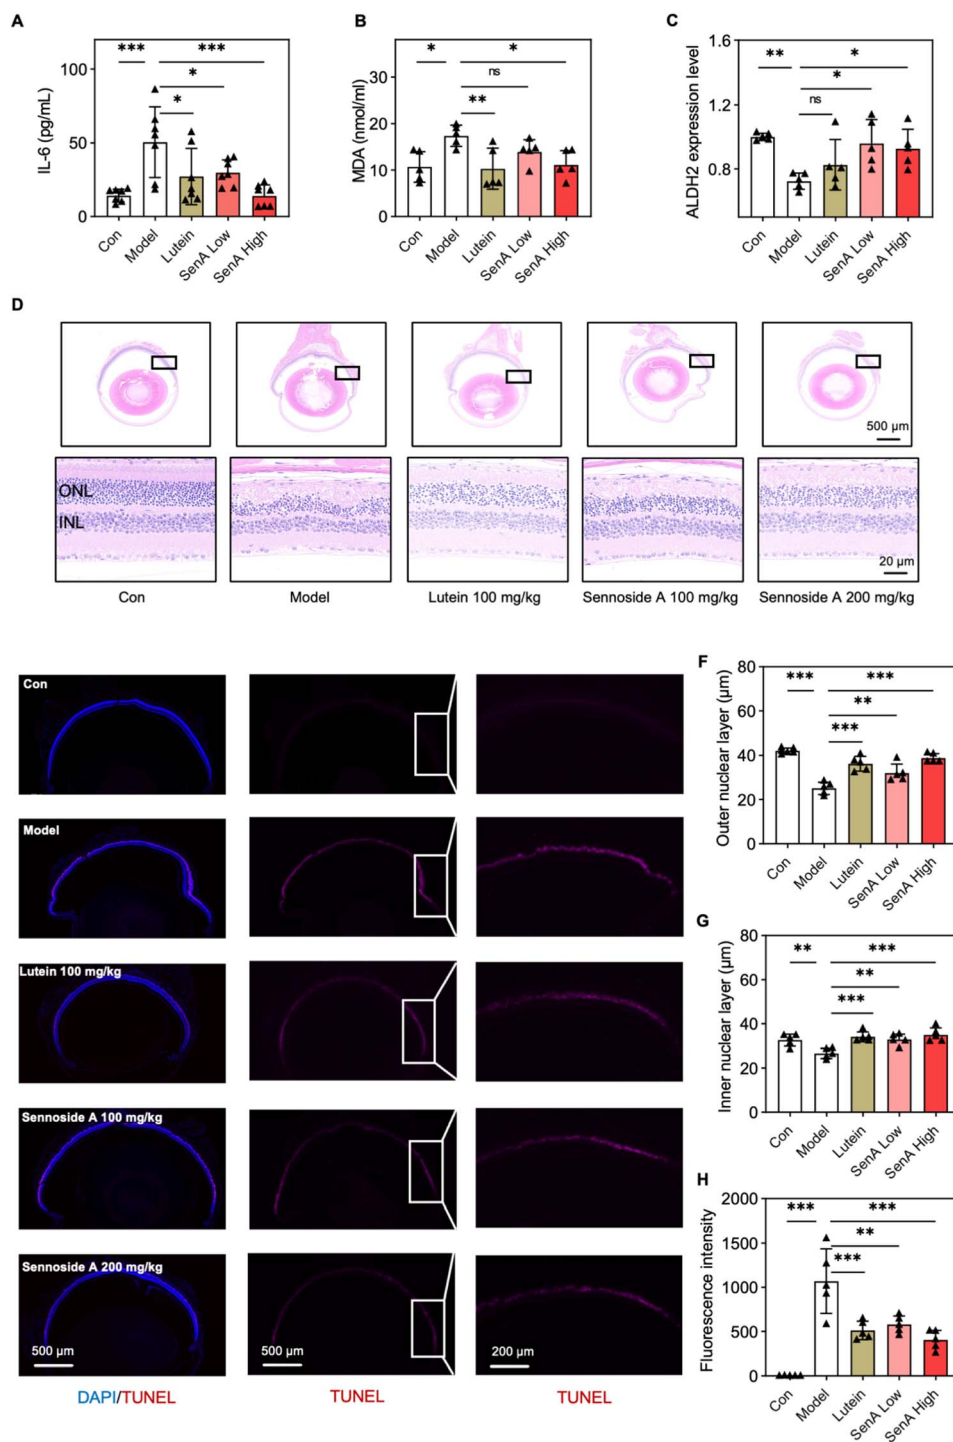 A
IL-6 (pg/mL)
100
50
0
***
***
*
*
Con
Model
Lutein
SenA Low
SenA High
B
MDA (nmol/ml)
30
20
10
0
*
*
ns
**
Con
Model
Lutein
SenA Low
SenA High
C
ALDH2 expression level
1.6
1.2
0.8
**
*
*
ns
Con
Model
Lutein
SenA Low
SenA High
D
500 μm
ONL
INL
20 μm
Con
Model
Lutein 100 mg/kg
Sennoside A 100 mg/kg
Sennoside A 200 mg/kg
Con
Model
Lutein 100 mg/kg
Sennoside A 100 mg/kg
Sennoside A 200 mg/kg
500 μm
500 μm
200 μm
DAPI/TUNEL
TUNEL
TUNEL
F
Outer nuclear layer (μm)
80
60
40
20
0
***
***
**
***
Con
Model
Lutein
SenA Low
SenA High
G
Inner nuclear layer (μm)
80
60
40
20
0
**
***
**
***
Con
Model
Lutein
SenA Low
SenA High
H
Fluorescence intensity
2000
1500
1000
500
0
***
***
**
***
Con
Model
Lutein
SenA Low
SenA High